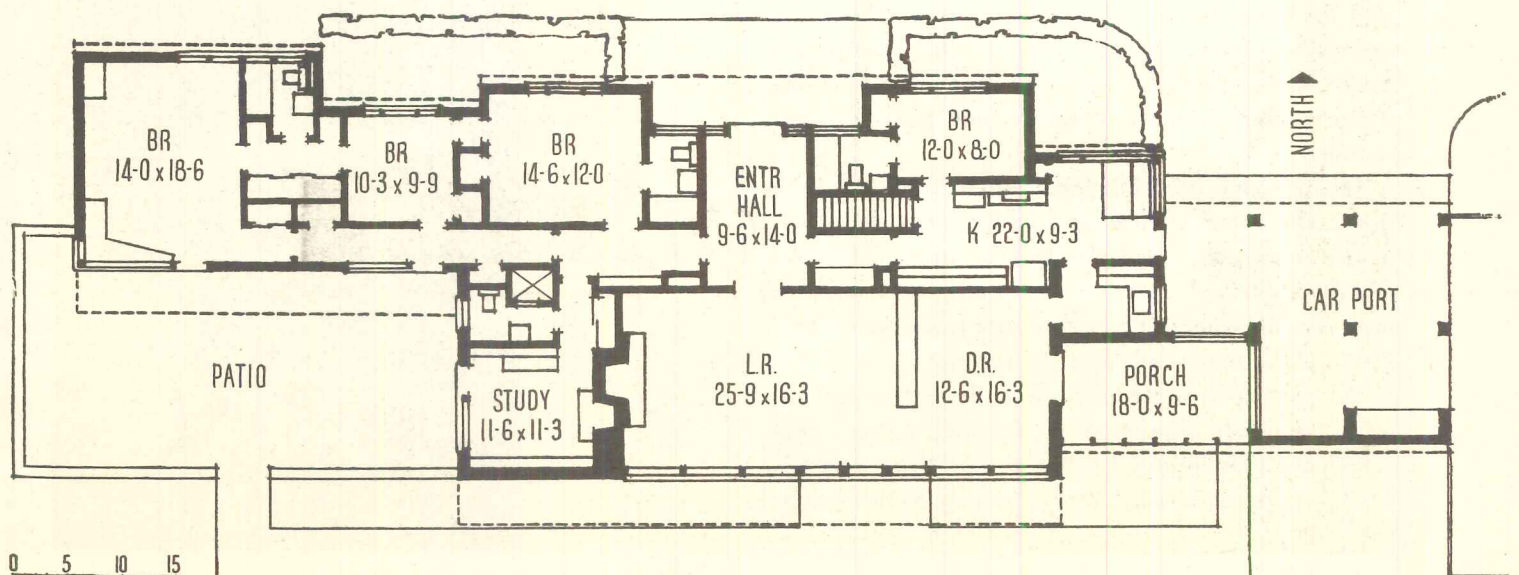 BR
14-0 x 18-6
BR
10-3 x 9-9
BR
14-6 x 12-0
ENTR
HALL
9-6 x 14-0
BR
12-0 x 8-0
K 22-0 x 9-3
NORTH
CAR PORT
PATIO
STUDY
11-6 x 11-3
L.R.
25-9 x 16-3
D.R.
12-6 x 16-3
PORCH
18-0 x 9-6
0 5 10 15